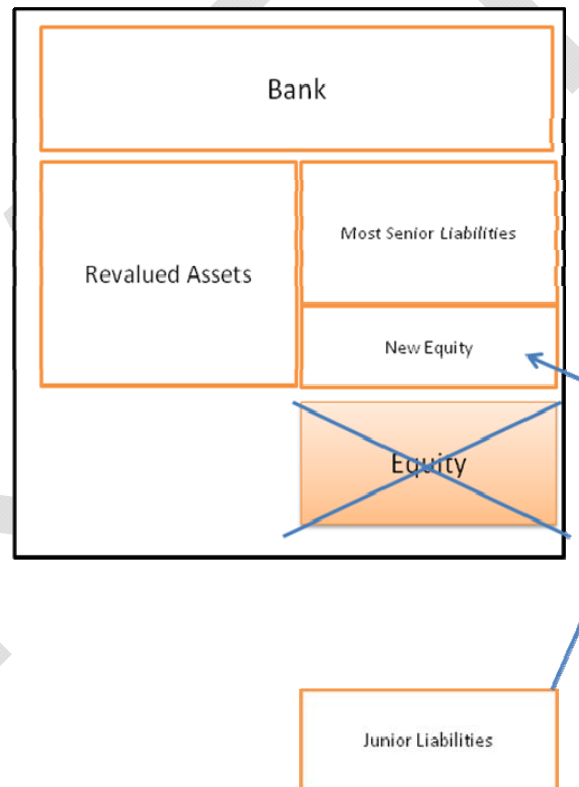 Bank
Revalued Assets
Most Senior Liabilities
New Equity
Equity
Junior Liabilities